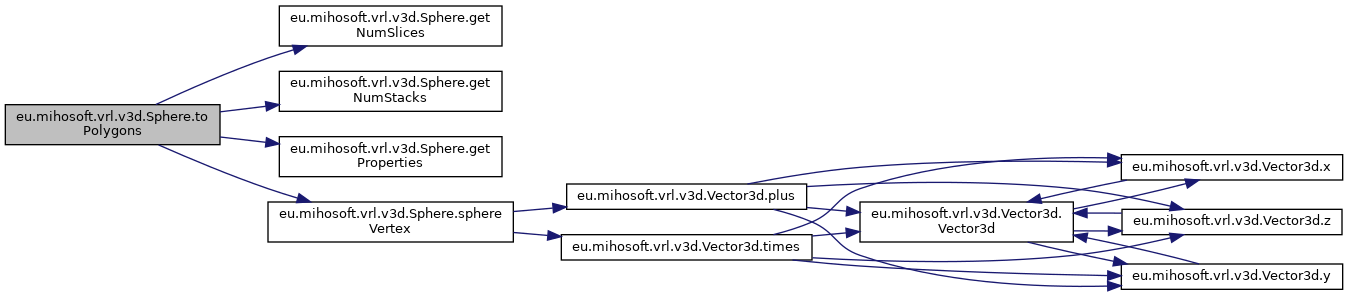 eu.mihosoft.vrl.v3d.Sphere.to
Polygons
eu.mihosoft.vrl.v3d.Sphere.get
NumSlices
eu.mihosoft.vrl.v3d.Sphere.get
NumStacks
eu.mihosoft.vrl.v3d.Sphere.get
Properties
eu.mihosoft.vrl.v3d.Sphere.sphere
Vertex
eu.mihosoft.vrl.v3d.Vector3d.plus
eu.mihosoft.vrl.v3d.Vector3d.times
eu.mihosoft.vrl.v3d.Vector3d.
Vector3d
eu.mihosoft.vrl.v3d.Vector3d.x
eu.mihosoft.vrl.v3d.Vector3d.z
eu.mihosoft.vrl.v3d.Vector3d.y